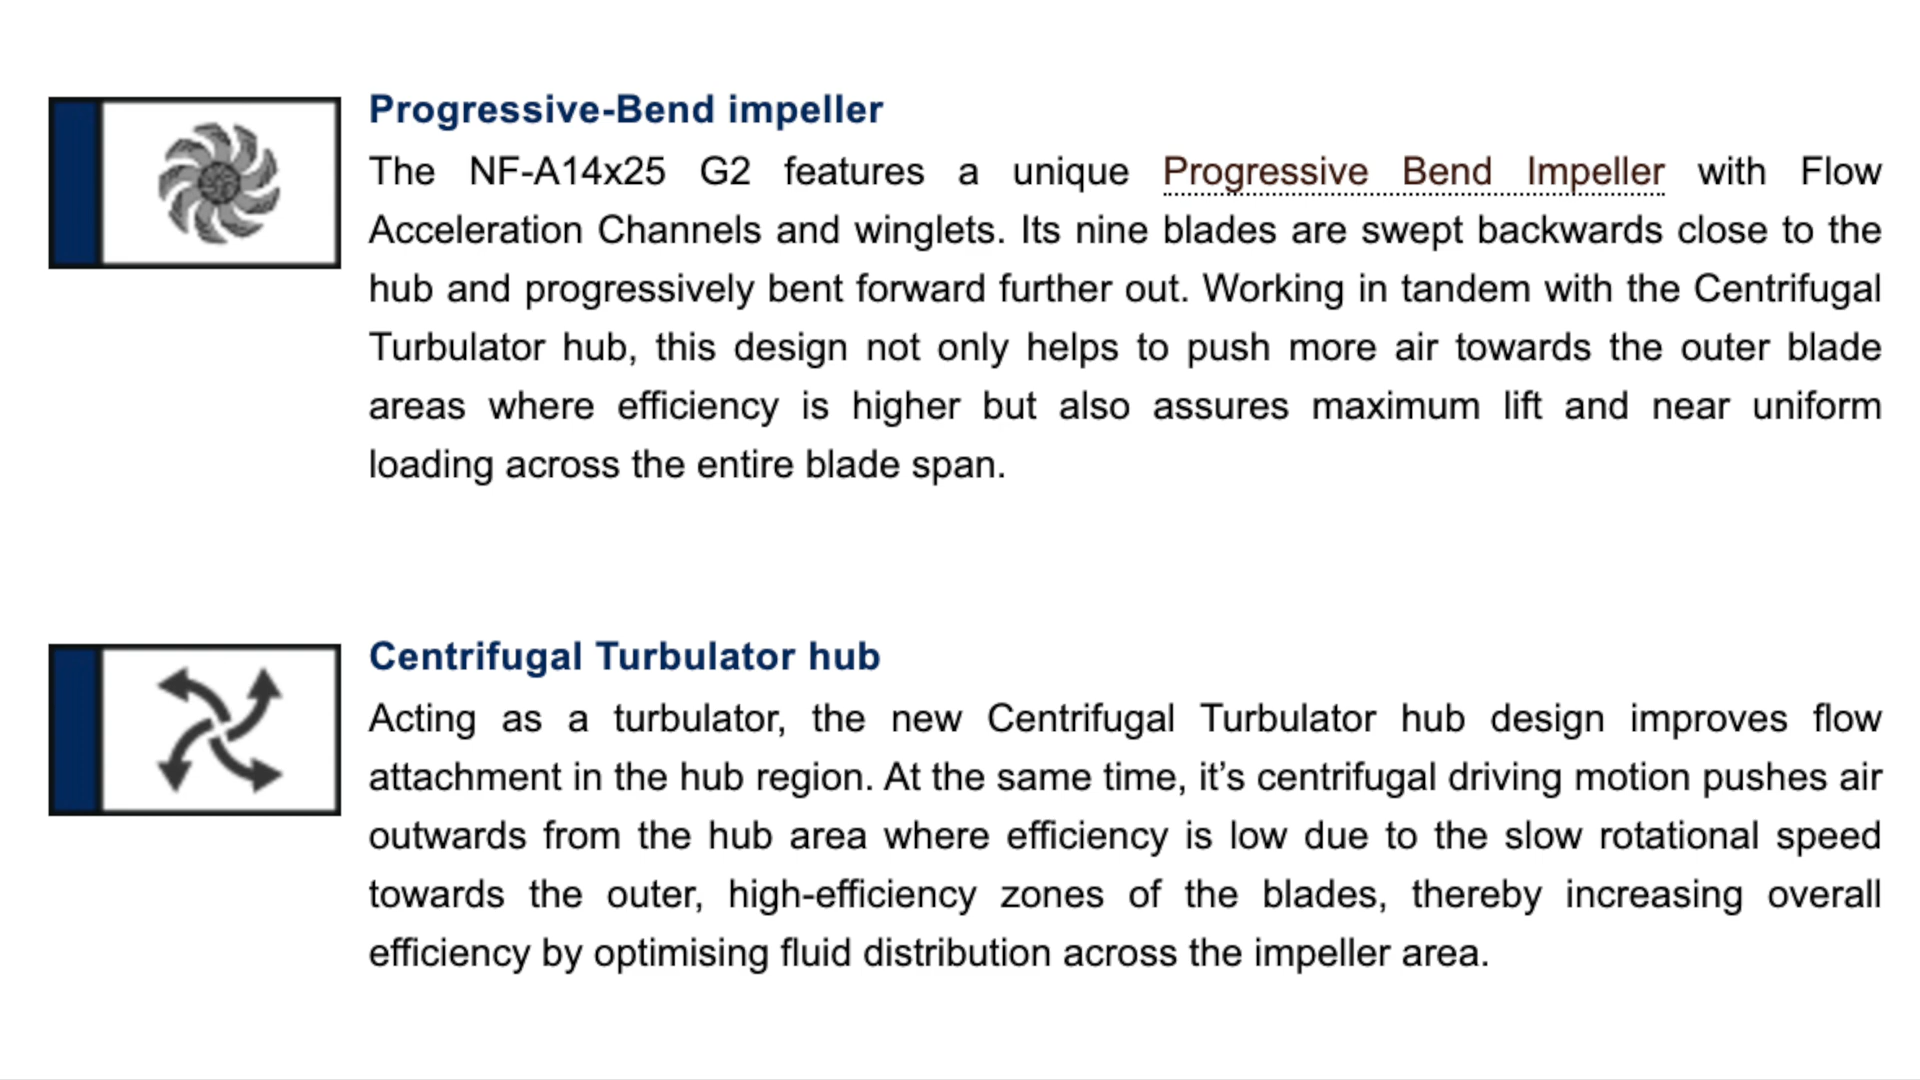 Progressive-Bend impeller
The NF-A14x25 G2 features a unique Progressive Bend Impeller with Flow
Acceleration Channels and winglets. Its nine blades are swept backwards close to the
hub and progressively bent forward further out. Working in tandem with the Centrifugal
Turbulator hub, this design not only helps to push more air towards the outer blade
areas where efficiency is higher but also assures maximum lift and near uniform
loading across the entire blade span.
Centrifugal Turbulator hub
Acting as a turbulator, the new Centrifugal Turbulator hub design improves flow
attachment in the hub region. At the same time, it’s centrifugal driving motion pushes air
outwards from the hub area where efficiency is low due to the slow rotational speed
towards the outer, high-efficiency zones of the blades, thereby increasing overall
efficiency by optimising fluid distribution across the impeller area.